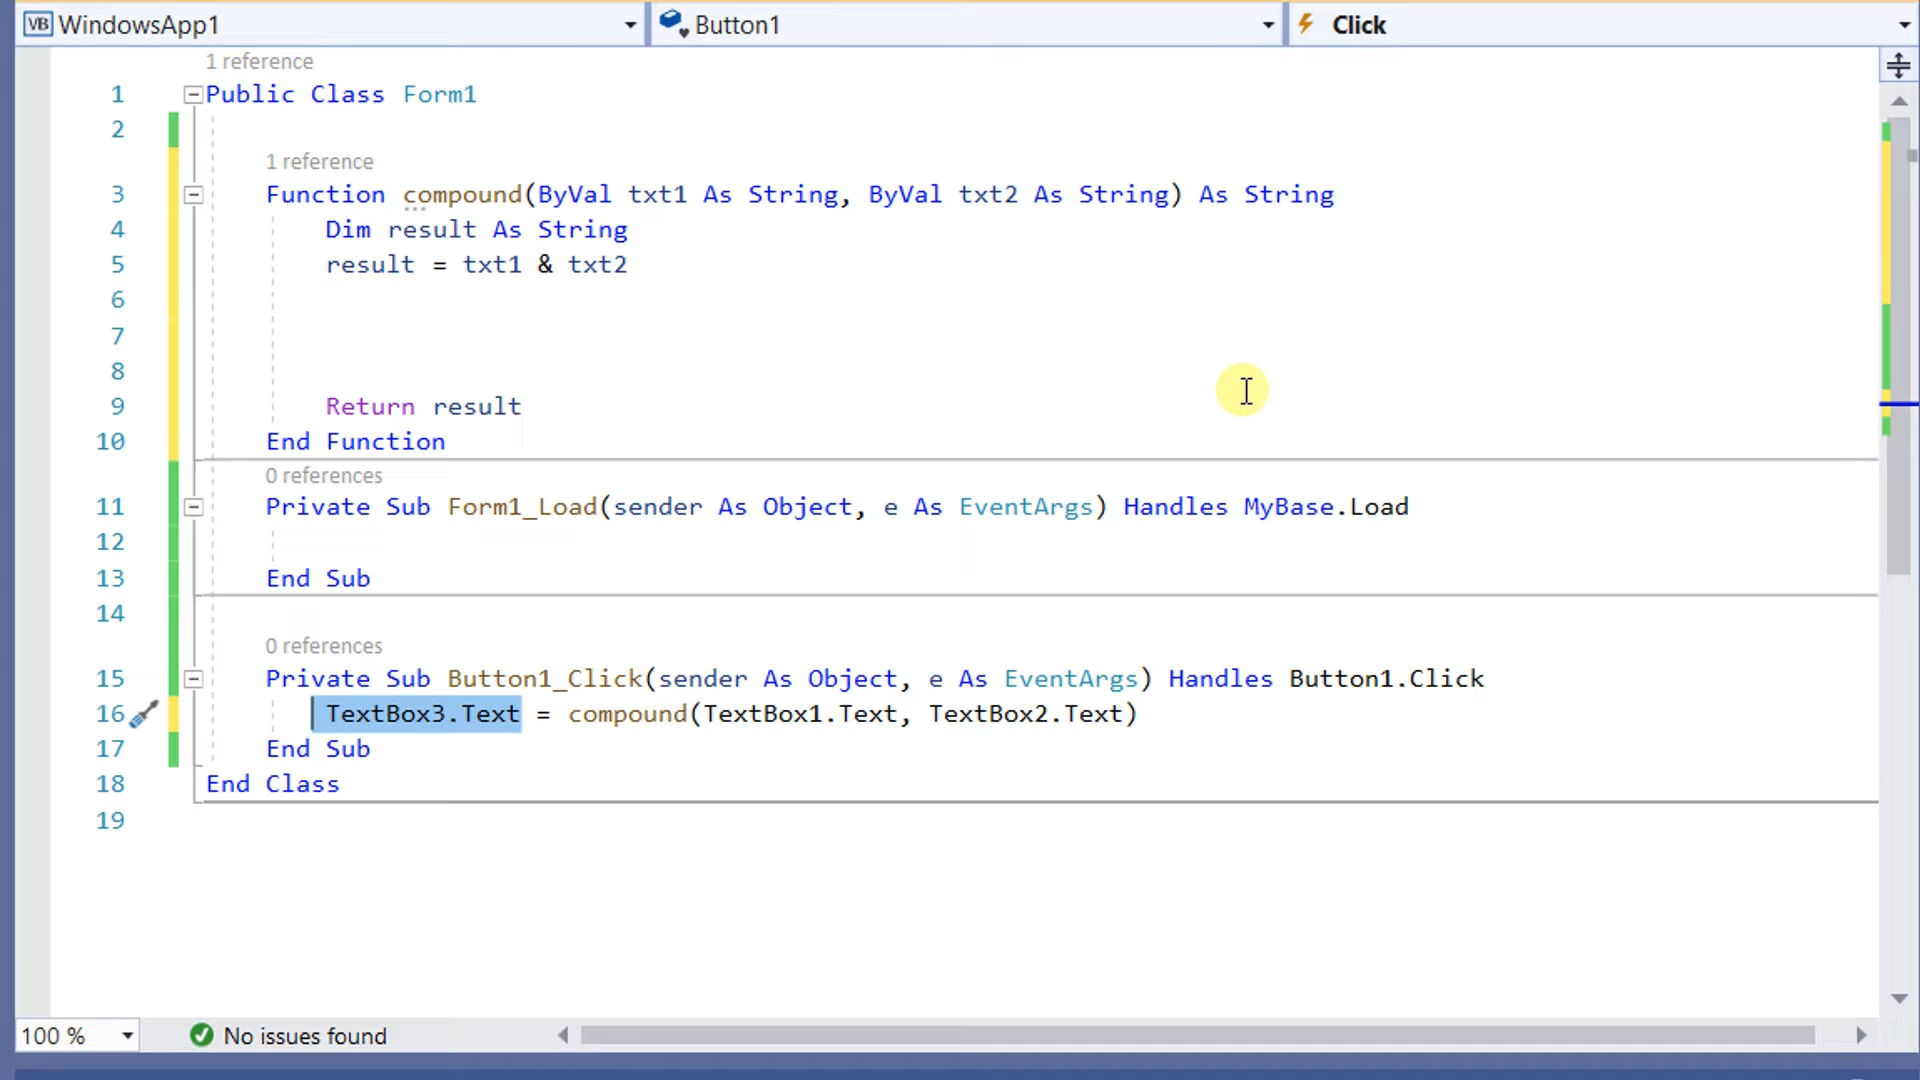 VB WindowsApp1 Button1 Click
1 reference
1 Public Class Form1
2
1 reference
3 Function compound(ByVal txt1 As String, ByVal txt2 As String) As String
4 Dim result As String
5 result = txt1 & txt2
6
7
8
9 Return result
10 End Function
0 references
11 Private Sub Form1_Load(sender As Object, e As EventArgs) Handles MyBase.Load
12
13 End Sub
14
0 references
15 Private Sub Button1_Click(sender As Object, e As EventArgs) Handles Button1.Click
16 TextBox3.Text = compound(TextBox1.Text, TextBox2.Text)
17 End Sub
18 End Class
19
100 % No issues found